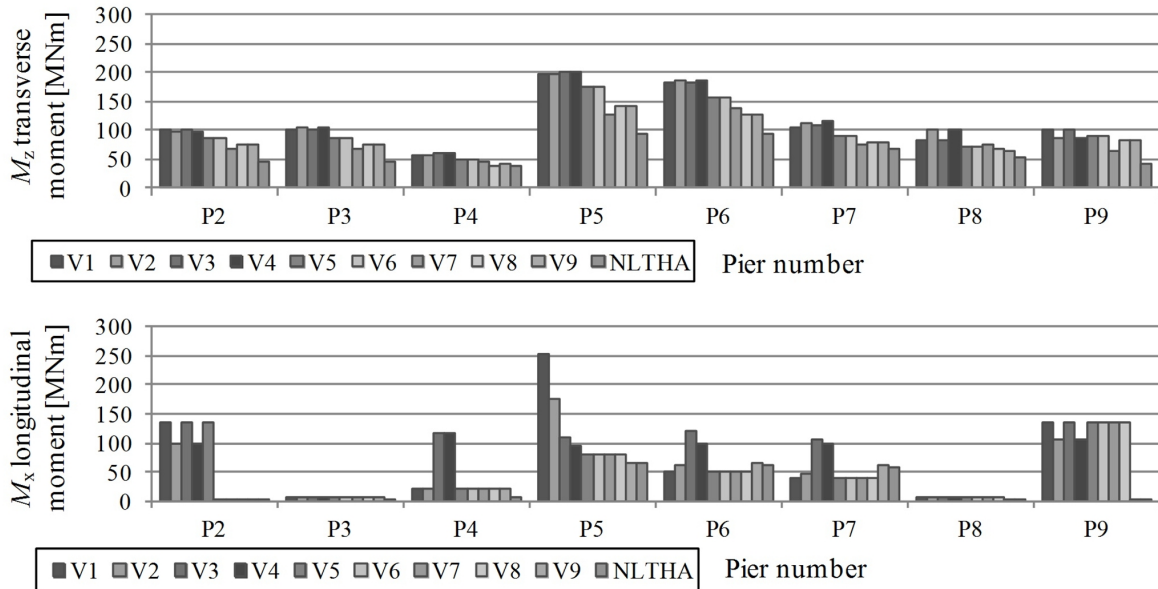 300
250
200
150
100
50
0
Mz transverse
moment [MNm]
P2 P3 P4 P5 P6 P7 P8 P9
V1 V2 V3 V4 V5 V6 V7 V8 V9 NLTHA
Pier number
300
250
200
150
100
50
0
Mx longitudinal
moment [MNm]
P2 P3 P4 P5 P6 P7 P8 P9
V1 V2 V3 V4 V5 V6 V7 V8 V9 NLTHA
Pier number